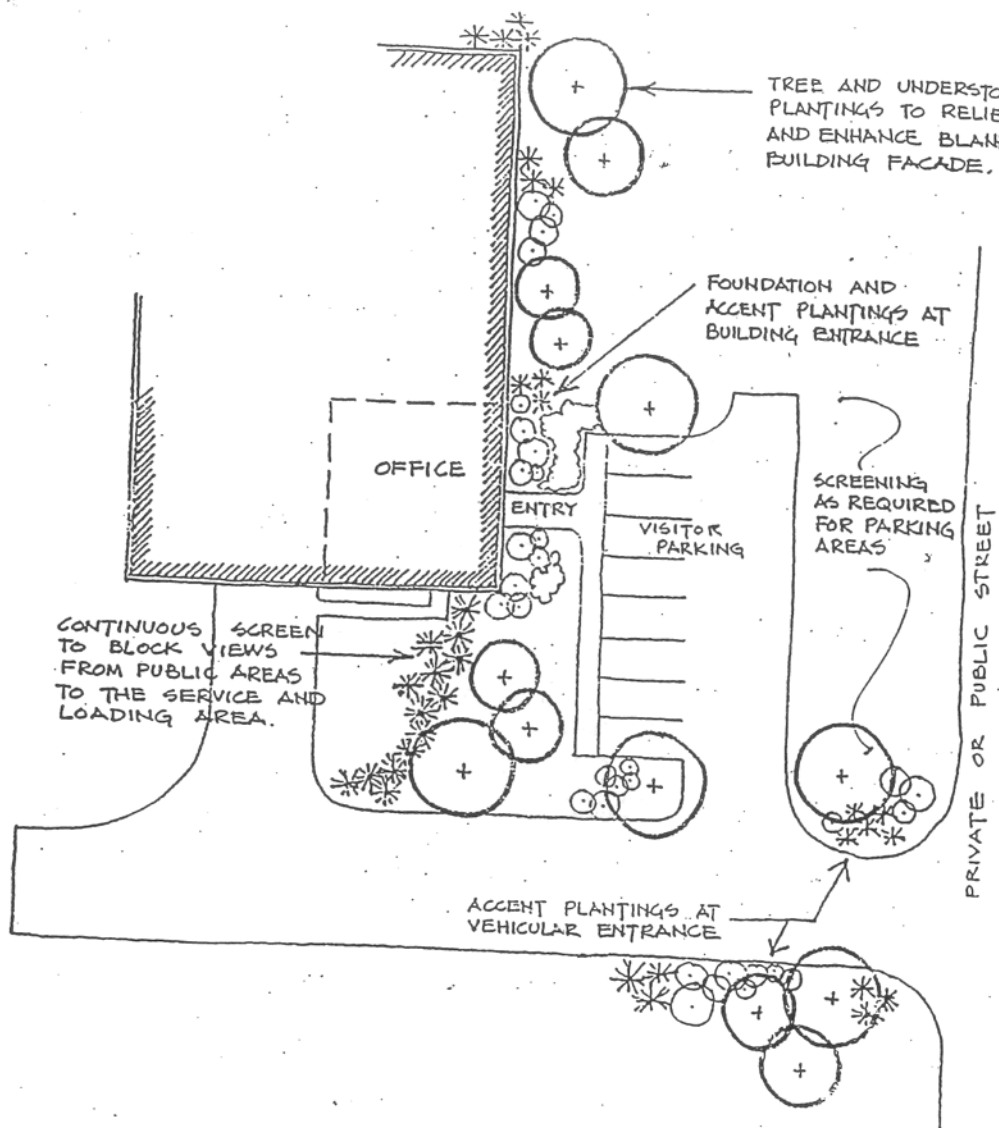 TREE AND UNDERSTO
PLANTINGS TO RELIE
AND ENHANCE BLAN
BUILDING FACADE.
FOUNDATION AND
ACCENT PLANTINGS AT
BUILDING ENTRANCE
OFFICE
ENTRY
VISITOR
PARKING
SCREENING
AS REQUIRED
FOR PARKING
AREAS
PRIVATE OR PUBLIC STREET
CONTINUOUS SCREEN
TO BLOCK VIEWS
FROM PUBLIC AREAS
TO THE SERVICE AND
LOADING AREA.
ACCENT PLANTINGS AT
VEHICULAR ENTRANCE